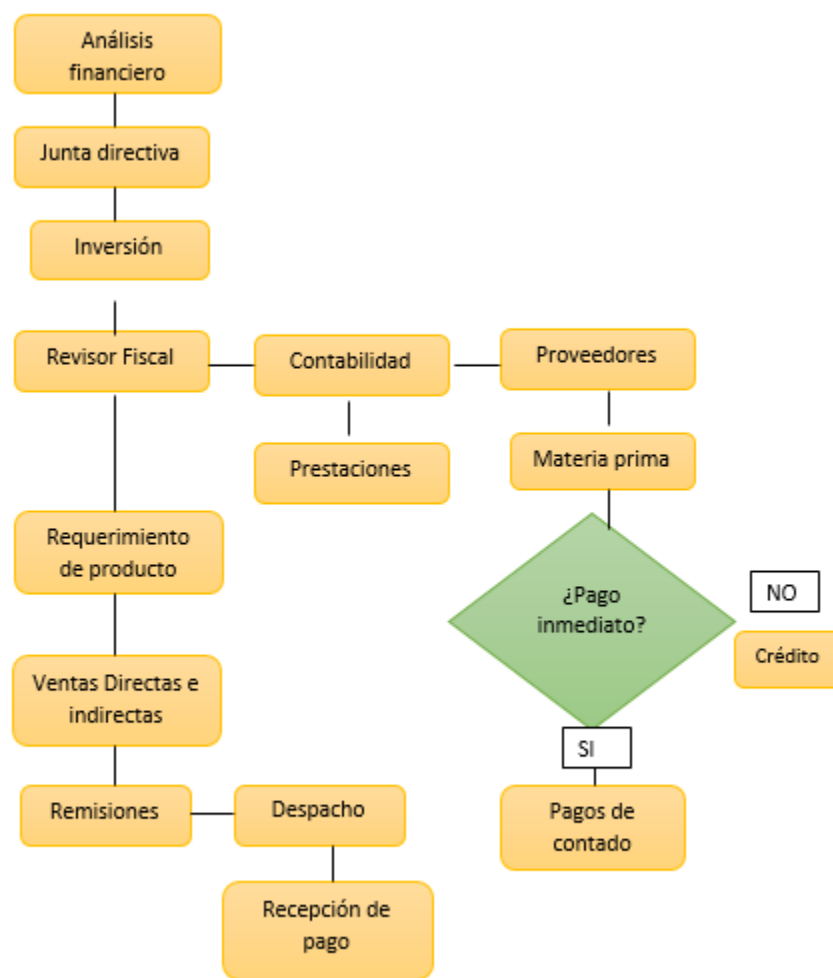 Análisis
financiero
Junta directiva
Inversión
Revisor Fiscal
Contabilidad
Proveedores
Prestaciones
Materia prima
Requerimiento
de producto
¿Pago
inmediato?
NO
Crédito
Ventas Directas e
indirectas
SI
Remisiones
Despacho
Pagos de
contado
Recepción de
pago